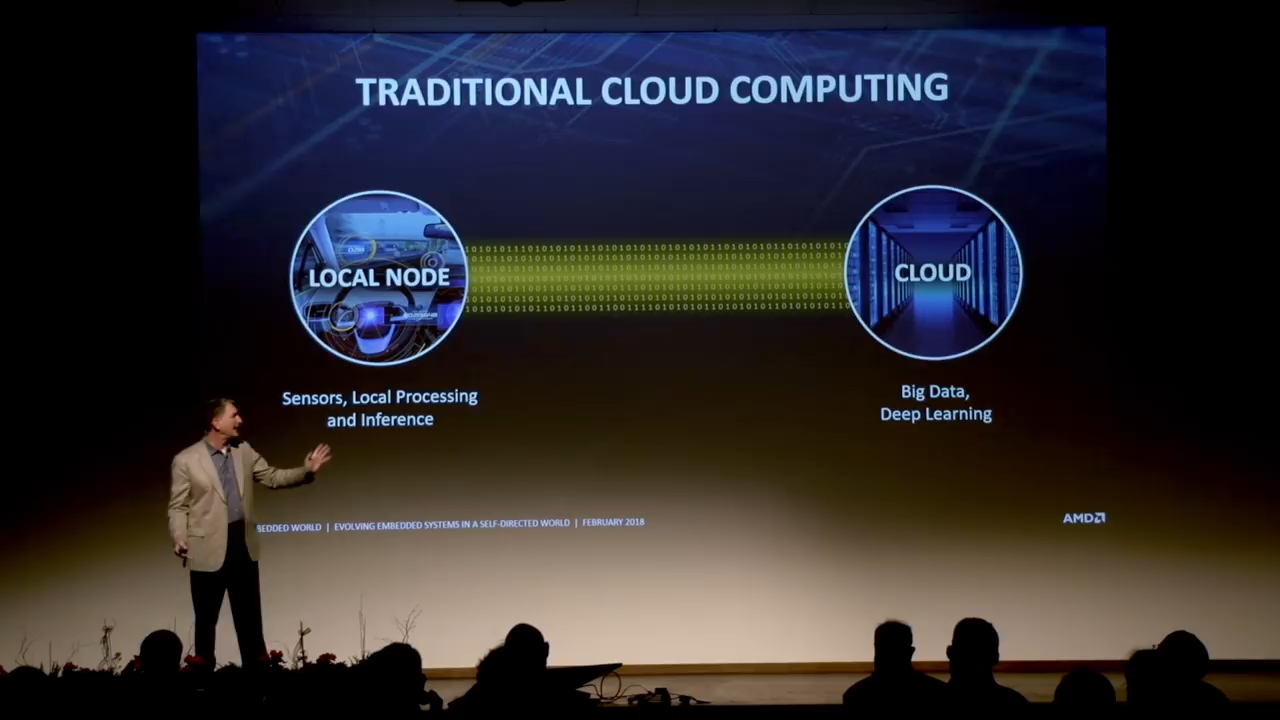 TRADITIONAL CLOUD COMPUTING
LOCAL NODE
CLOUD
Sensors, Local Processing
and Inference
Big Data,
Deep Learning
BEDDED WORLD | EVOLVING EMBEDDED SYSTEMS IN A SELF-DIRECTED WORLD | FEBRUARY 2018
AMD